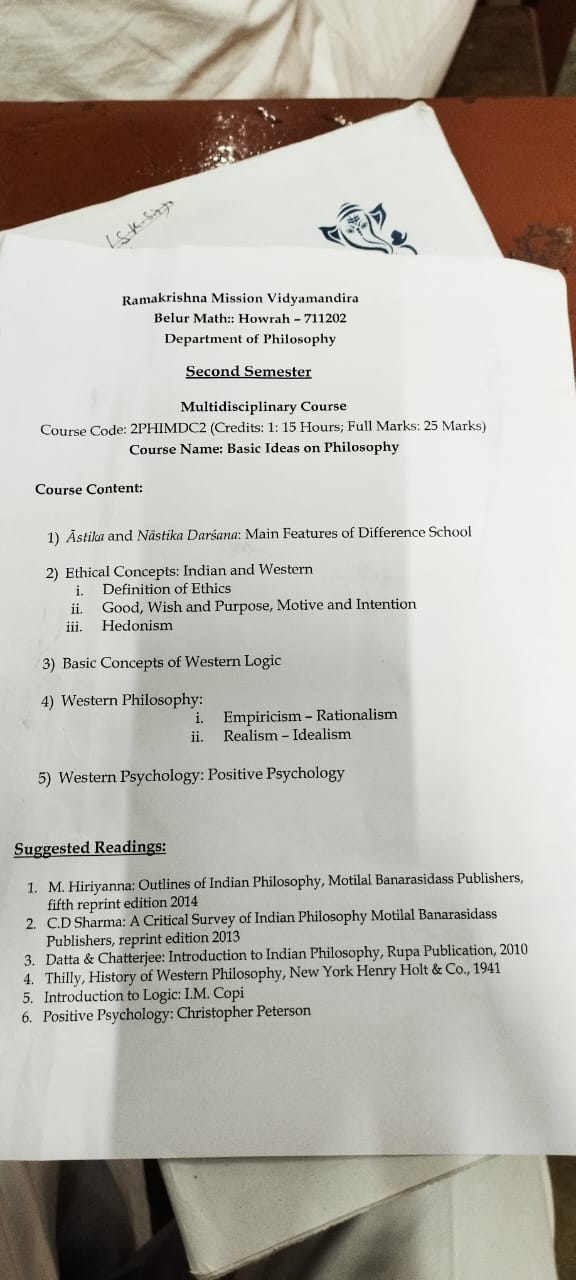 Ramakrishna Mission Vidyamandira
Belur Math:: Howrah – 711202
Department of Philosophy
Second Semester
Multidisciplinary Course
Course Code: 2PHIMDC2 (Credits: 1: 15 Hours; Full Marks: 25 Marks)
Course Name: Basic Ideas on Philosophy
Course Content:
1) Āstika and Nāstika Darśana: Main Features of Difference School
2) Ethical Concepts: Indian and Western
i. Definition of Ethics
ii. Good, Wish and Purpose, Motive and Intention
iii. Hedonism
3) Basic Concepts of Western Logic
4) Western Philosophy:
i. Empiricism – Rationalism
ii. Realism – Idealism
5) Western Psychology: Positive Psychology
Suggested Readings:
1. M. Hiriyanna: Outlines of Indian Philosophy, Motilal Banarasidass Publishers,
fifth reprint edition 2014
2. C.D Sharma: A Critical Survey of Indian Philosophy Motilal Banarasidass
Publishers, reprint edition 2013
3. Datta & Chatterjee: Introduction to Indian Philosophy, Rupa Publication, 2010
4. Thilly, History of Western Philosophy, New York Henry Holt & Co., 1941
5. Introduction to Logic: I.M. Copi
6. Positive Psychology: Christopher Peterson